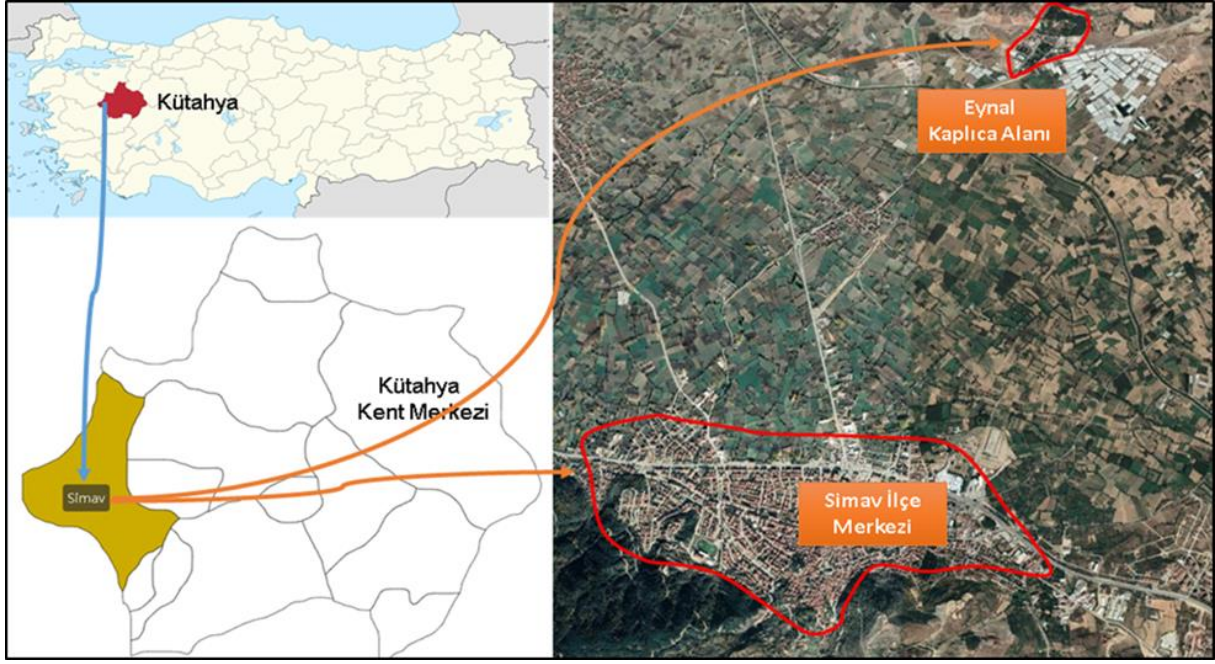 Kütahya
Eynal
Kaplıca Alanı
Kütahya
Kent Merkezi
Simav
Simav İlçe
Merkezi